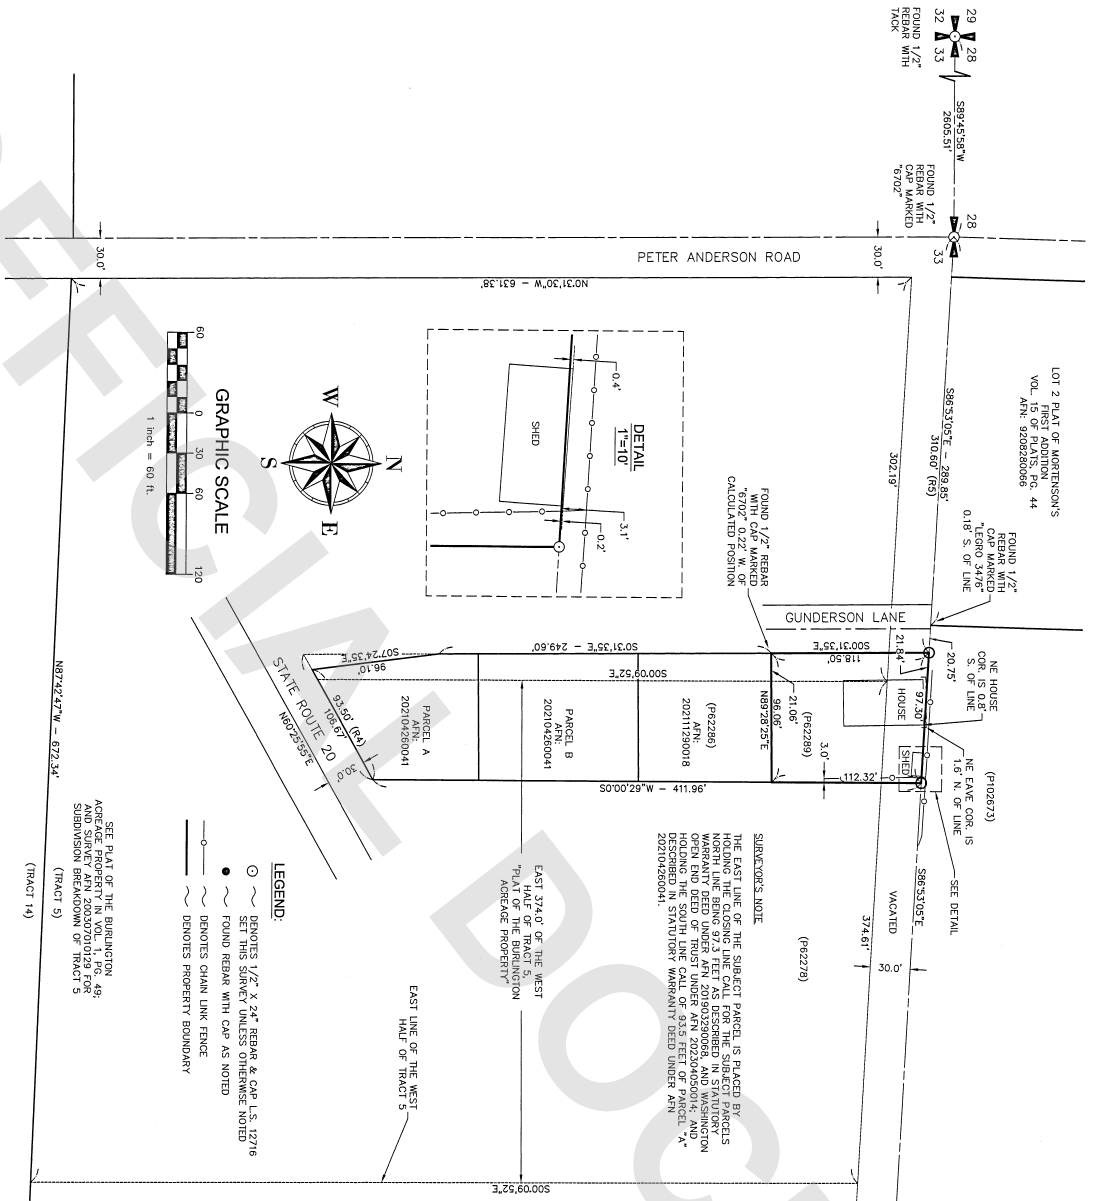 29
28
32
33
FOUND 1/2"
REBAR WITH
TACK
S89°45'58"W
2605.51'
FOUND 1/2"
REBAR WITH
CAP MARKED
"6702"
28
33
PETER ANDERSON ROAD
30.0'
30.0'
N0°31'30"W - 631.38'
LOT 2 PLAT OF MORTENSON'S
FIRST ADDITION
VOL. 15 OF PLATS, PG. 44
AFN: 9208280066
S86°53'05"E - 289.85'
310.60' (R5)
302.19'
FOUND 1/2"
REBAR WITH
CAP MARKED
"LEGRO 3476"
0.18' S. OF LINE
DETAIL
1"=10'
SHED
0.4'
3.1'
0.2'
FOUND 1/2" REBAR
WITH CAP MARKED
"6702" 0.22' W. OF
CALCULATED POSITION
GUNDERSON LANE
NE HOUSE
COR. IS 0.8'
S. OF LINE
20.75'
S00°31'35"E
118.50'
21.84'
97.30'
HOUSE
NE EAVE COR. IS
1.6' N. OF LINE
(P102673)
SHED
SEE DETAIL
S86°53'05"E
VACATED
374.61'
30.0'
(P62278)
(P62289)
3.0'
112.32'
21.06'
96.06'
N89°28'25"E
S0°31'35"E - 249.60'
S00°09'52"E
S07°24'35"E
96.10'
(P62286)
AFN:
202111290018
PARCEL B
AFN:
202104260041
PARCEL A
AFN:
202104260041
S00°00'29"W - 411.96'
93.50' (R4)
106.67'
STATE ROUTE 20
N60°25'55"E
30.0'
SURVEYOR'S NOTE
THE EAST LINE OF THE SUBJECT PARCEL IS PLACED BY
HOLDING THE CLOSING LINE CALL FOR THE SUBJECT PARCELS
NORTH LINE BEING 97.3 FEET AS DESCRIBED IN STATUTORY
WARRANTY DEED UNDER AFN 201903290068, AND WASHINGTON
OPEN END DEED OF TRUST UNDER AFN 202304050014; AND
HOLDING THE SOUTH LINE CALL OF 93.5 FEET OF PARCEL "A"
DESCRIBED IN STATUTORY WARRANTY DEED UNDER AFN
202104260041.
EAST 374.0' OF THE WEST
HALF OF TRACT 5,
"PLAT OF THE BURLINGTON
ACREAGE PROPERTY"
EAST LINE OF THE WEST
HALF OF TRACT 5
S00°09'52"E
N
W
E
S
GRAPHIC SCALE
60
0
30
60
120
1 inch = 60 ft.
LEGEND:
DENOTES 1/2" X 24" REBAR & CAP L.S. 12716
SET THIS SURVEY UNLESS OTHERWISE NOTED
FOUND REBAR WITH CAP AS NOTED
DENOTES CHAIN LINK FENCE
DENOTES PROPERTY BOUNDARY
SEE PLAT OF THE BURLINGTON
ACREAGE PROPERTY IN VOL. 1, PG. 49;
AND SURVEY AFN 200307010129 FOR
SUBDIVISION BREAKDOWN OF TRACT 5
N87°42'47"W - 672.34'
(TRACT 5)
(TRACT 14)